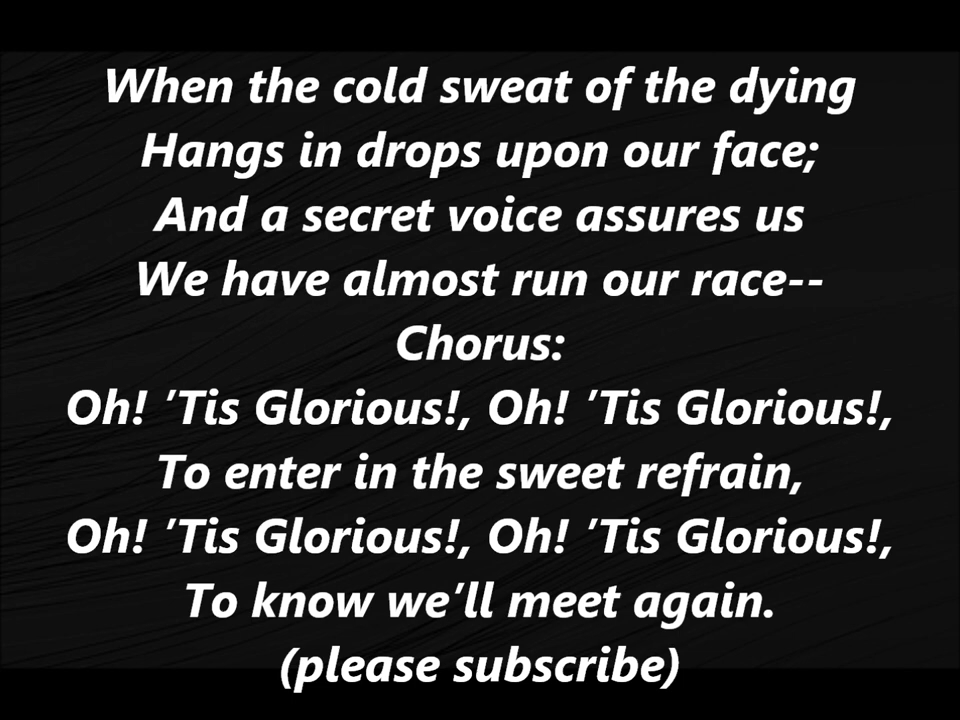 When the cold sweat of the dying
Hangs in drops upon our face;
And a secret voice assures us
We have almost run our race--
Chorus:
Oh! ’Tis Glorious!, Oh! ’Tis Glorious!,
To enter in the sweet refrain,
Oh! ’Tis Glorious!, Oh! ’Tis Glorious!,
To know we’ll meet again.
(please subscribe)